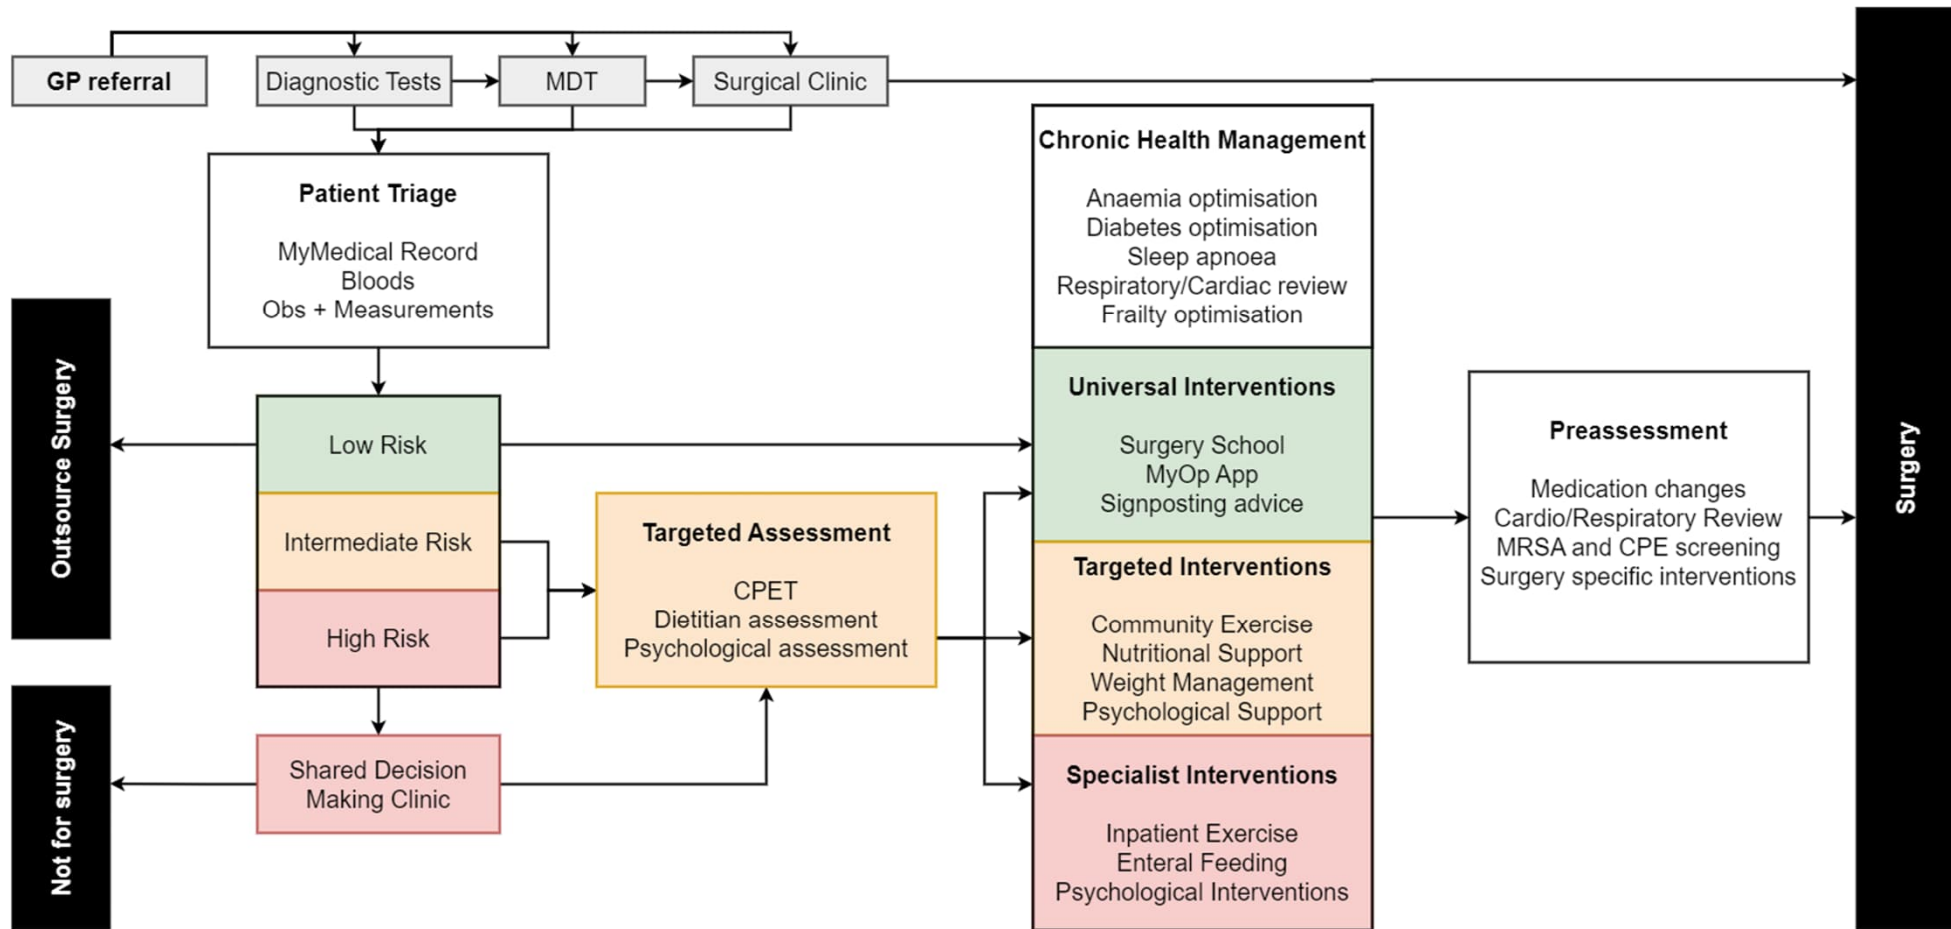 GP referral
Diagnostic Tests
MDT
Surgical Clinic
Patient Triage
MyMedical Record
Bloods
Obs + Measurements
Outsource Surgery
Low Risk
Intermediate Risk
High Risk
Not for surgery
Shared Decision
Making Clinic
Targeted Assessment
CPET
Dietitian assessment
Psychological assessment
Chronic Health Management
Anaemia optimisation
Diabetes optimisation
Sleep apnoea
Respiratory/Cardiac review
Frailty optimisation
Universal Interventions
Surgery School
MyOp App
Signposting advice
Targeted Interventions
Community Exercise
Nutritional Support
Weight Management
Psychological Support
Specialist Interventions
Inpatient Exercise
Enteral Feeding
Psychological Interventions
Preassessment
Medication changes
Cardio/Respiratory Review
MRSA and CPE screening
Surgery specific interventions
Surgery